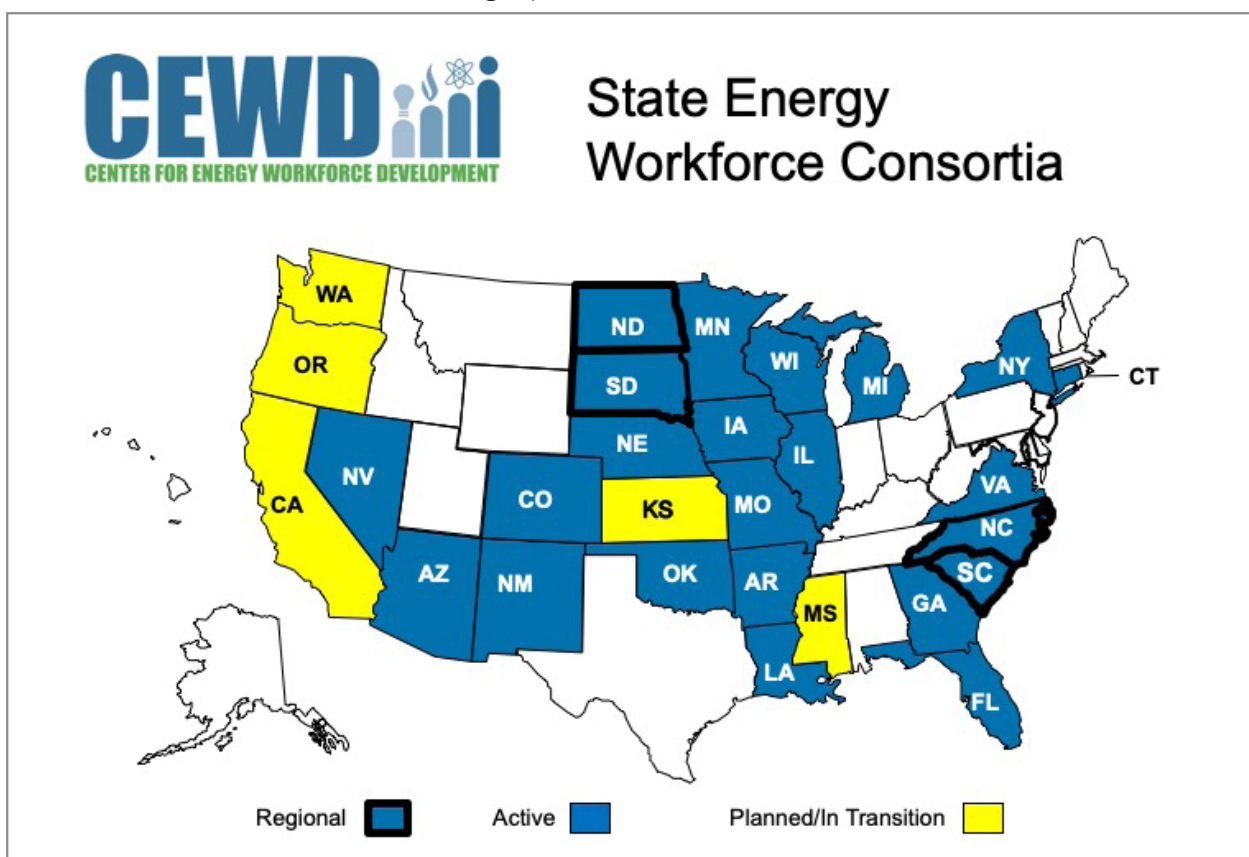 CEWD
CENTER FOR ENERGY WORKFORCE DEVELOPMENT
State Energy
Workforce Consortia
WA
OR
CA
NV
AZ
NM
CO
ND
SD
NE
KS
OK
MN
IA
MO
AR
LA
WI
IL
MI
MS
NY
CT
VA
NC
SC
GA
FL
Regional
Active
Planned/In Transition